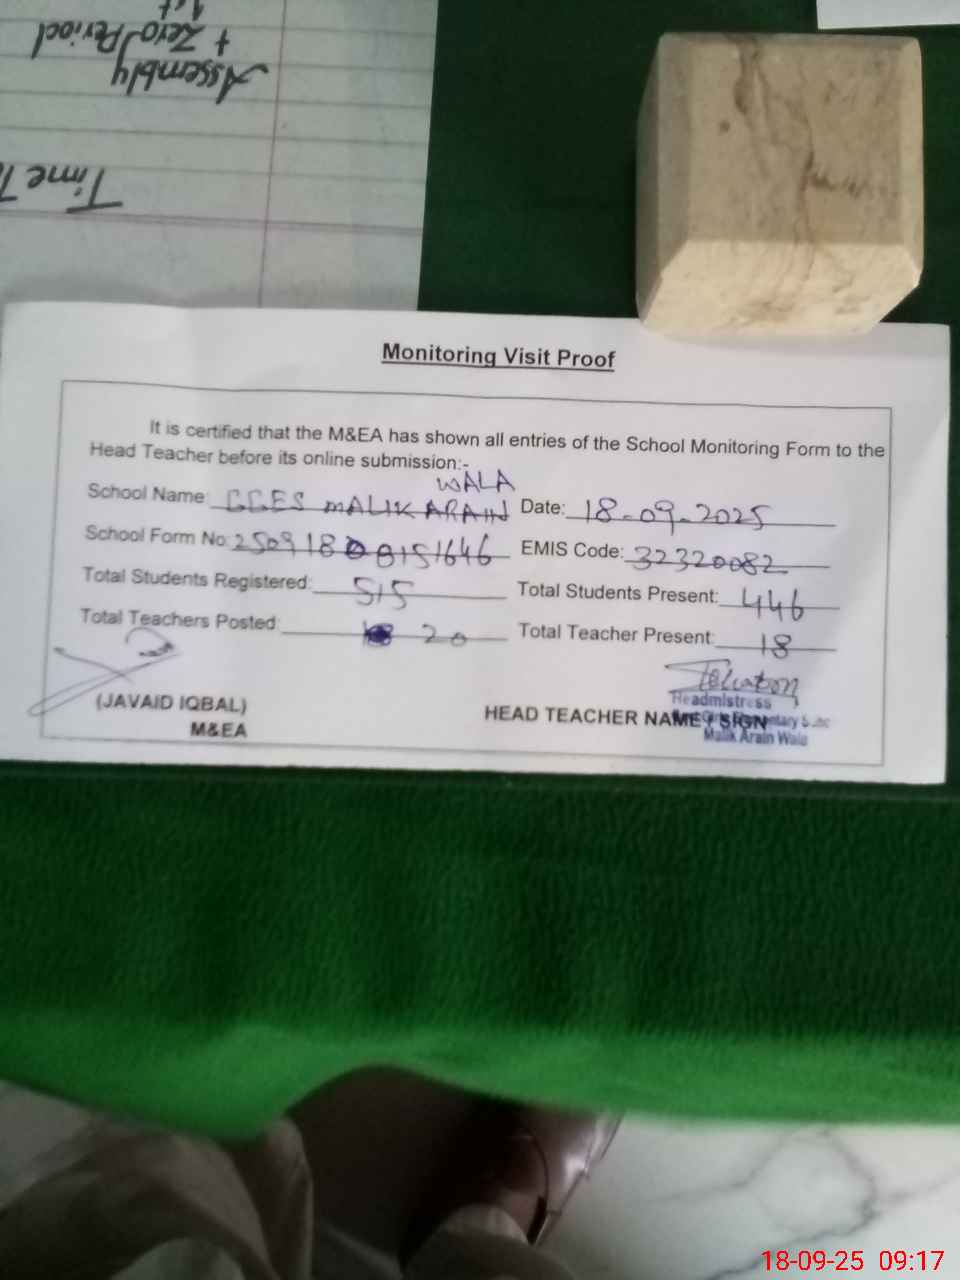 1st
+ Zero Period
Assembly
Time
Monitoring Visit Proof
It is certified that the M&EA has shown all entries of the School Monitoring Form to the
Head Teacher before its online submission:-
WALA
School Name: GGES MALIK ARAIN Date: 18-09-2025
School Form No: EMIS Code: 32320082
Total Students Registered: 515 Total Students Present: 446
Total Teachers Posted: 20 Total Teacher Present: 18
(JAVAID IQBAL)
M&EA
HEAD TEACHER NAME / SIGN
Headmistress
Malik Arain Wala
18-09-25 09:17